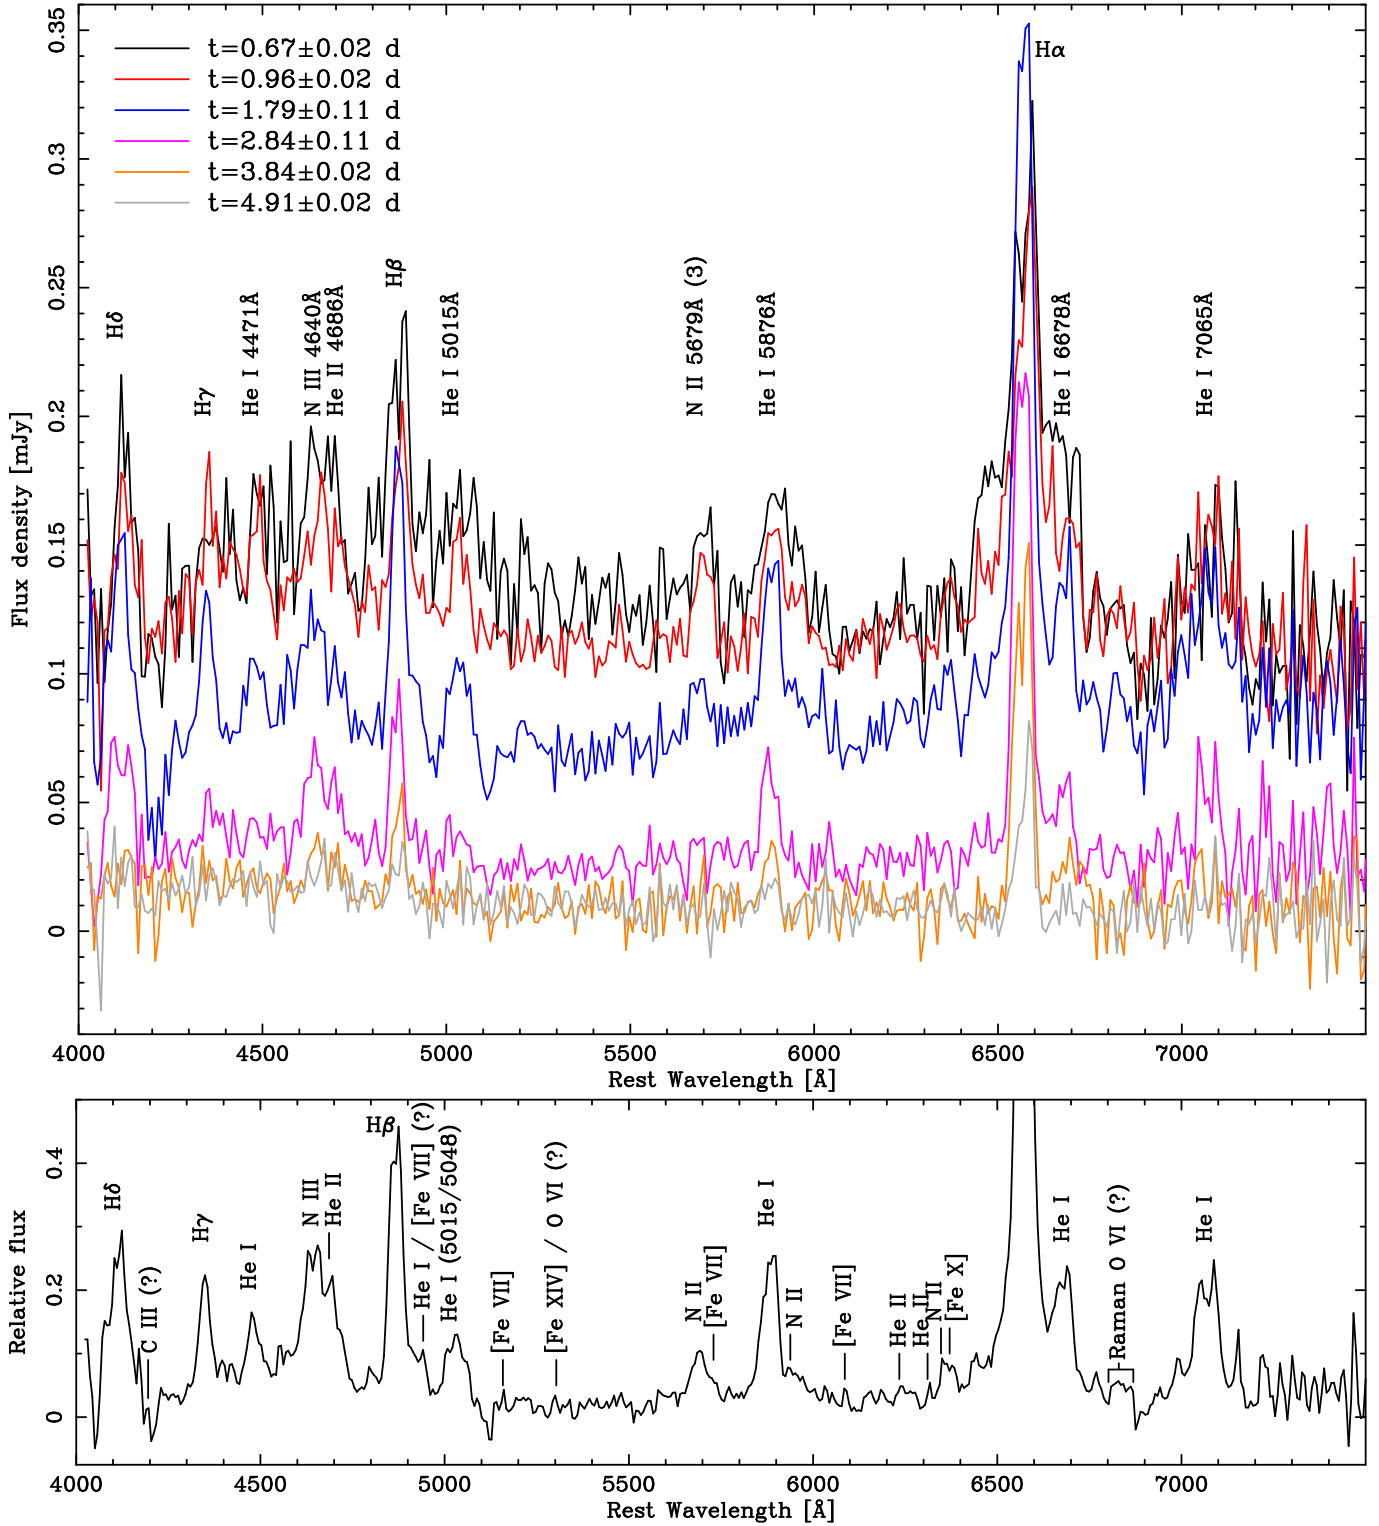 t=0.67±0.02 d
t=0.96±0.02 d
t=1.79±0.11 d
t=2.84±0.11 d
t=3.84±0.02 d
t=4.91±0.02 d
Hδ
Hγ
He I 4471Å
N III 4640Å
He II 4686Å
Hβ
He I 5015Å
N II 5679Å (3)
He I 5876Å
Hα
He I 6678Å
He I 7065Å
Flux density [mJy]
0.35
0.3
0.25
0.2
0.15
0.1
0.05
0
4000 4500 5000 5500 6000 6500 7000
Rest Wavelength [Å]
Hδ
C III (?)
Hγ
He I
N III
He II
Hβ
He I / [Fe VII] (?)
He I (5015/5048)
[Fe VII]
[Fe XIV] / O VI (?)
N II
[Fe VII]
He I
N II
[Fe VII]
He II
He II
N II
[Fe X]
He I
Raman O VI (?)
He I
Relative flux
0.4
0.2
0
4000 4500 5000 5500 6000 6500 7000
Rest Wavelength [Å]